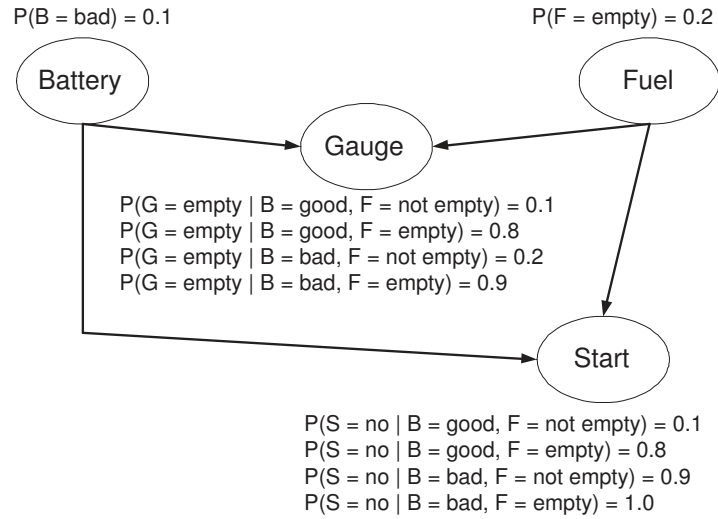 P(B = bad) = 0.1
P(F = empty) = 0.2
Battery
Fuel
Gauge
P(G = empty | B = good, F = not empty) = 0.1
P(G = empty | B = good, F = empty) = 0.8
P(G = empty | B = bad, F = not empty) = 0.2
P(G = empty | B = bad, F = empty) = 0.9
Start
P(S = no | B = good, F = not empty) = 0.1
P(S = no | B = good, F = empty) = 0.8
P(S = no | B = bad, F = not empty) = 0.9
P(S = no | B = bad, F = empty) = 1.0